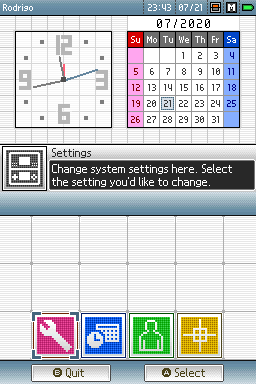 Rodrigo 23:43 07/21 M
07/2020
12
3
6
9
Su Mo Tu We Th Fr Sa
1 2 3 4
5 6 7 8 9 10 11
12 13 14 15 16 17 18
19 20 21 22 23 24 25
26 27 28 29 30 31
Settings
Change system settings here. Select
the setting you'd like to change.
B Quit A Select